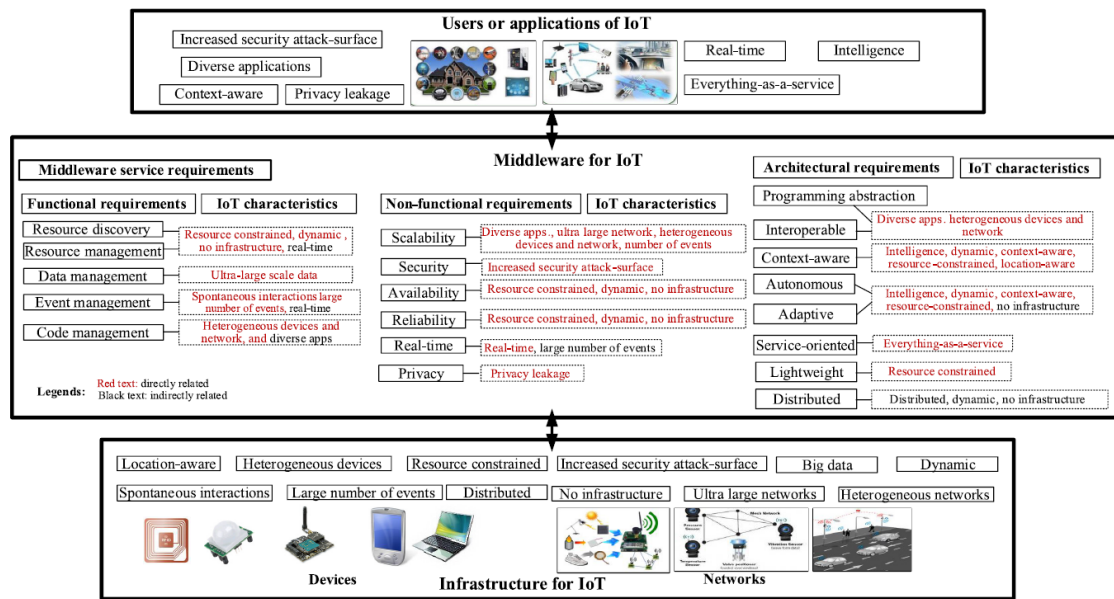 Users or applications of IoT
Increased security attack-surface
Diverse applications
Context-aware
Privacy leakage
Real-time
Intelligence
Everything-as-a-service
Middleware for IoT
Middleware service requirements
Functional requirements
IoT characteristics
Resource discovery
Resource management
Resource constrained, dynamic ,
no infrastructure, real-time
Data management
Ultra-large scale data
Event management
Spontaneous interactions large
number of events, real-time
Code management
Heterogeneous devices and
network, and diverse apps
Legends:
Red text: directly related
Black text: indirectly related
Non-functional requirements
IoT characteristics
Scalability
Diverse apps., ultra large network, heterogeneous
devices and network, number of events
Security
Increased security attack-surface
Availability
Resource constrained, dynamic, no infrastructure
Reliability
Resource constrained, dynamic, no infrastructure
Real-time
Real-time, large number of events
Privacy
Privacy leakage
Architectural requirements
IoT characteristics
Programming abstraction
Interoperable
Diverse apps. heterogeneous devices and
network
Context-aware
Intelligence, dynamic, context-aware,
resource-constrained, location-aware
Autonomous
Adaptive
Intelligence, dynamic, context-aware,
resource-constrained, no infrastructure
Service-oriented
Everything-as-a-service
Lightweight
Resource constrained
Distributed
Distributed, dynamic, no infrastructure
Location-aware
Heterogeneous devices
Resource constrained
Increased security attack-surface
Big data
Dynamic
Spontaneous interactions
Large number of events
Distributed
No infrastructure
Ultra large networks
Heterogeneous networks
Devices
Networks
Infrastructure for IoT